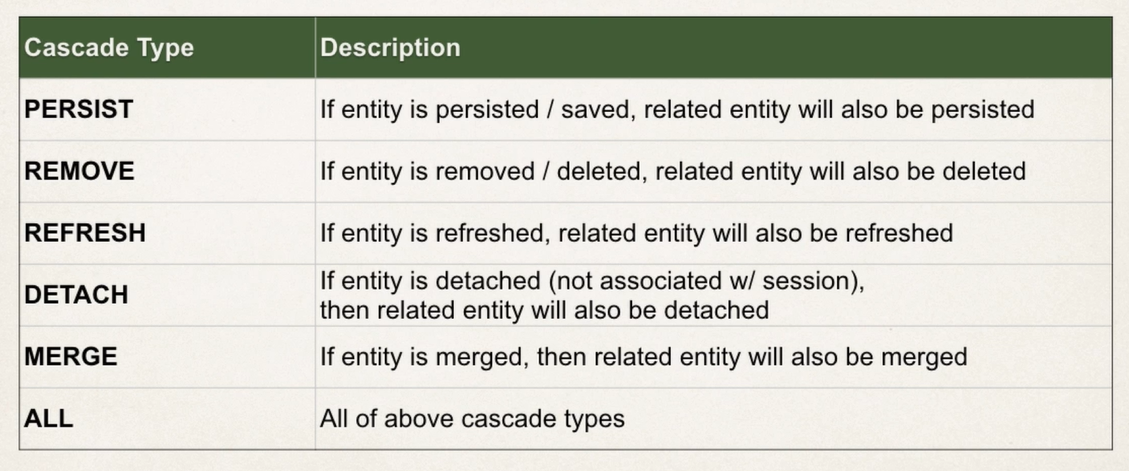 Cascade Type Description
PERSIST If entity is persisted / saved, related entity will also be persisted
REMOVE If entity is removed / deleted, related entity will also be deleted
REFRESH If entity is refreshed, related entity will also be refreshed
DETACH If entity is detached (not associated w/ session),
then related entity will also be detached
MERGE If entity is merged, then related entity will also be merged
ALL All of above cascade types